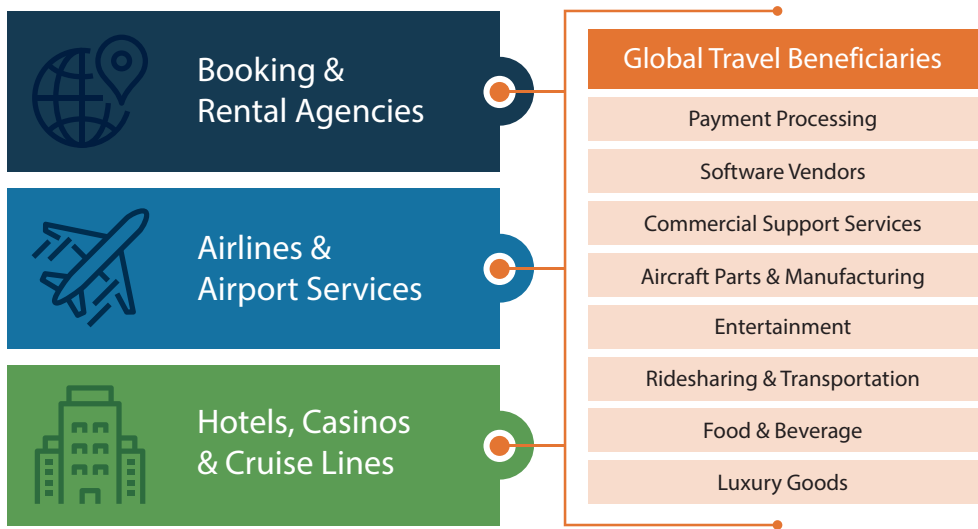 Booking &
Rental Agencies
Airlines &
Airport Services
Hotels, Casinos
& Cruise Lines
Global Travel Beneficiaries
Payment Processing
Software Vendors
Commercial Support Services
Aircraft Parts & Manufacturing
Entertainment
Ridesharing & Transportation
Food & Beverage
Luxury Goods